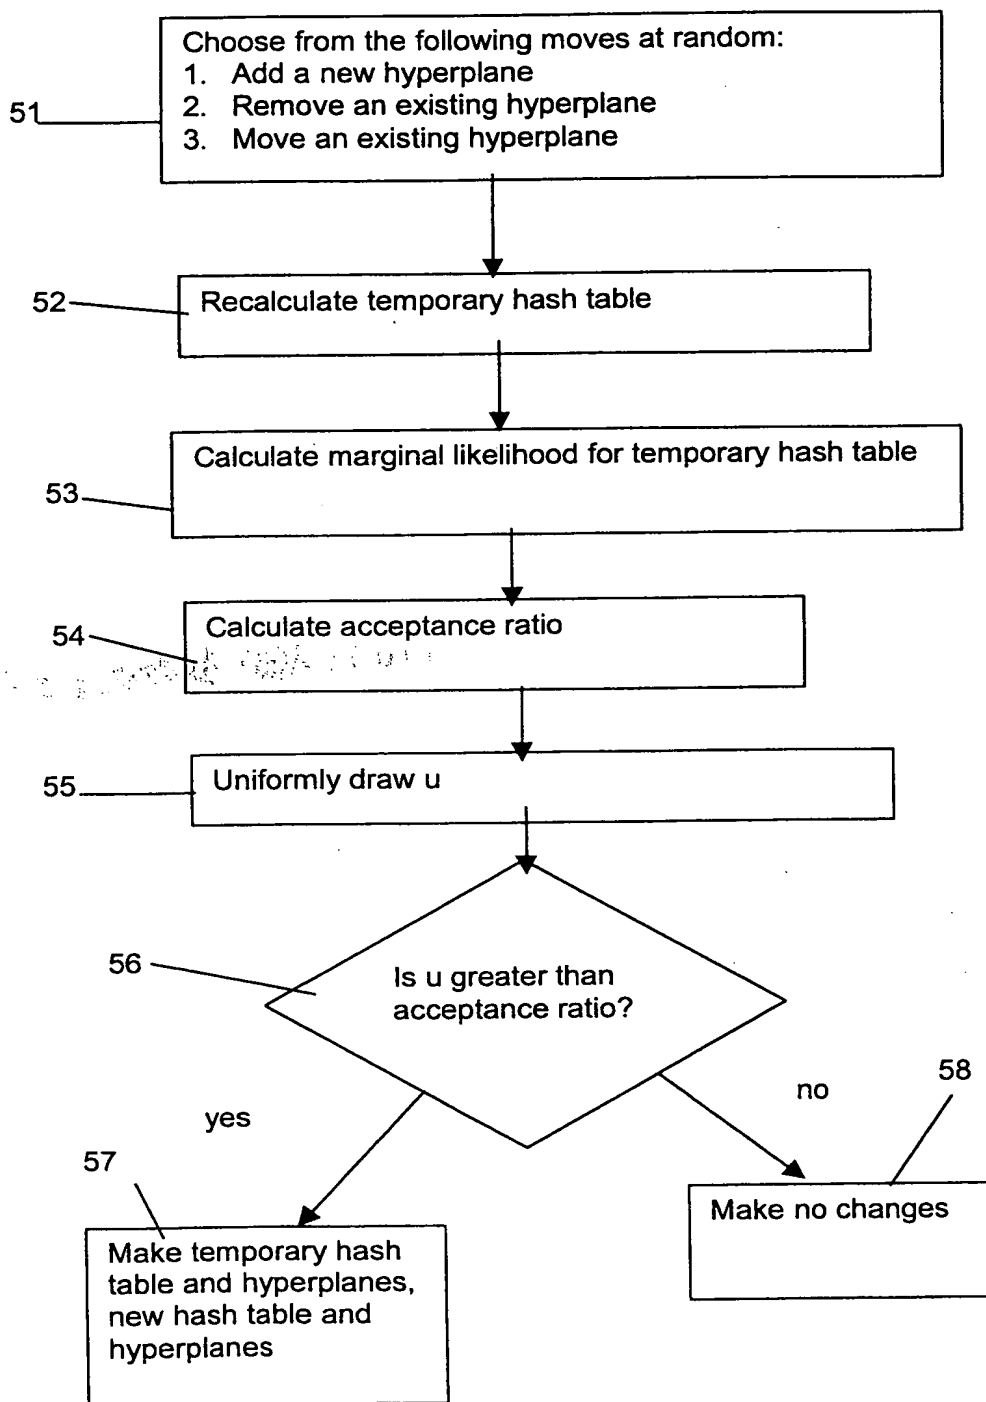 Choose from the following moves at random:
1. Add a new hyperplane
2. Remove an existing hyperplane
3. Move an existing hyperplane
51
52
Recalculate temporary hash table
Calculate marginal likelihood for temporary hash table
53
54
Calculate acceptance ratio
55
Uniformly draw u
56
Is u greater than
acceptance ratio?
yes
no
58
57
Make temporary hash
table and hyperplanes,
new hash table and
hyperplanes
Make no changes